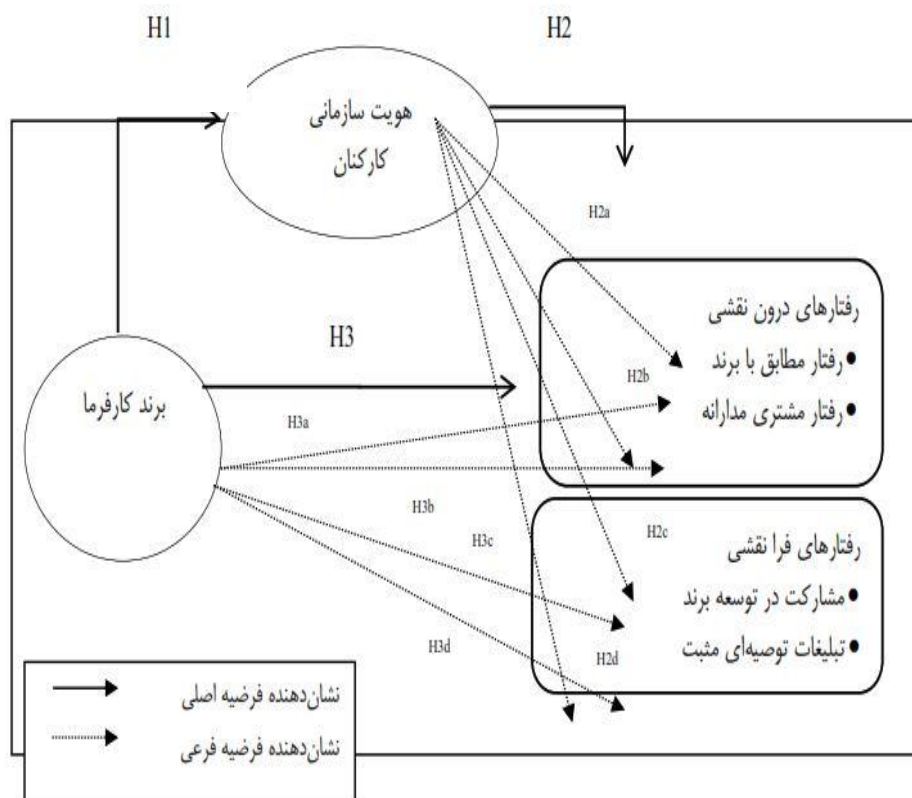 H1
H2
هویت سازمانی
کارکنان
H2a
رفتارهای درون نقشی
● رفتار مطابق با برند
● رفتار مشتری مدارانه
H3
H2b
برند کارفرما
H3a
H3b
H3c
H2c
رفتارهای فرا نقشی
● مشارکت در توسعه برند
● تبلیغات توصیه‌ای مثبت
H3d
H2d
نشان‌دهنده فرضیه اصلی
نشان‌دهنده فرضیه فرعی